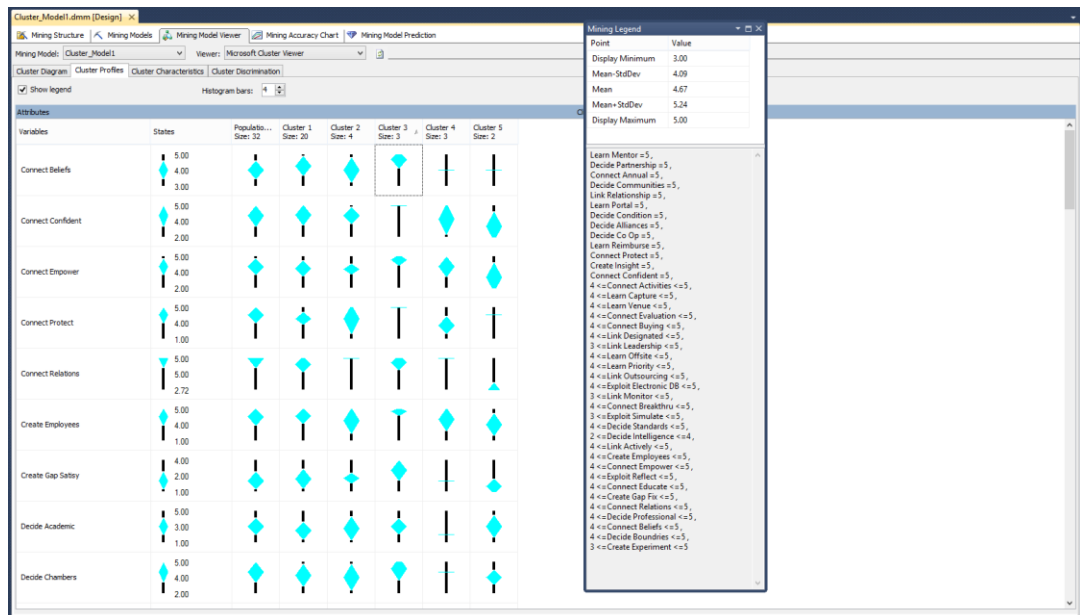 Cluster_Model1.dmm [Design]
Mining Structure Mining Models Mining Model Viewer Mining Accuracy Chart Mining Model Prediction
Mining Model: Cluster_Model1 Viewer: Microsoft Cluster Viewer
Cluster Diagram Cluster Profiles Cluster Characteristics Cluster Discrimination
Show legend Histogram bars: 4
Attributes
Variables States Populatio... Size: 32 Cluster 1 Size: 20 Cluster 2 Size: 4 Cluster 3 Size: 3 Cluster 4 Size: 3 Cluster 5 Size: 2
Connect Beliefs 5.00 4.00 3.00
Connect Confident 5.00 4.00 2.00
Connect Empower 5.00 4.00 2.00
Connect Protect 5.00 4.00 1.00
Connect Relations 5.00 5.00 2.72
Create Employees 5.00 4.00 1.00
Create Gap Satisy 4.00 2.00 1.00
Decide Academic 5.00 3.00 1.00
Decide Chambers 5.00 4.00 2.00
Mining Legend
Point Value
Display Minimum 3.00
Mean-StdDev 4.09
Mean 4.67
Mean+StdDev 5.24
Display Maximum 5.00
Learn Mentor =5,
Decide Partnership =5,
Connect Annual =5,
Decide Communities =5,
Link Relationship =5,
Learn Portal =5,
Decide Condition =5,
Decide Alliances =5,
Decide Co Op =5,
Learn Reimburse =5,
Connect Protect =5,
Create Insight =5,
Connect Confident =5,
4 <=Connect Activities <=5,
4 <=Learn Capture <=5,
4 <=Learn Venue <=5,
4 <=Connect Evaluation <=5,
4 <=Connect Buying <=5,
4 <=Link Designated <=5,
3 <=Link Leadership <=5,
4 <=Learn Offsite <=5,
4 <=Learn Priority <=5,
4 <=Link Outsourcing <=5,
4 <=Exploit Electronic DB <=5,
3 <=Link Monitor <=5,
4 <=Connect Breakthru <=5,
3 <=Exploit Simulate <=5,
4 <=Decide Standards <=5,
2 <=Decide Intelligence <=4,
4 <=Link Actively <=5,
4 <=Create Employees <=5,
4 <=Connect Empower <=5,
4 <=Exploit Reflect <=5,
4 <=Connect Educate <=5,
4 <=Create Gap Fix <=5,
4 <=Connect Relations <=5,
4 <=Decide Professional <=5,
4 <=Connect Beliefs <=5,
4 <=Decide Boundries <=5,
3 <=Create Experiment <=5